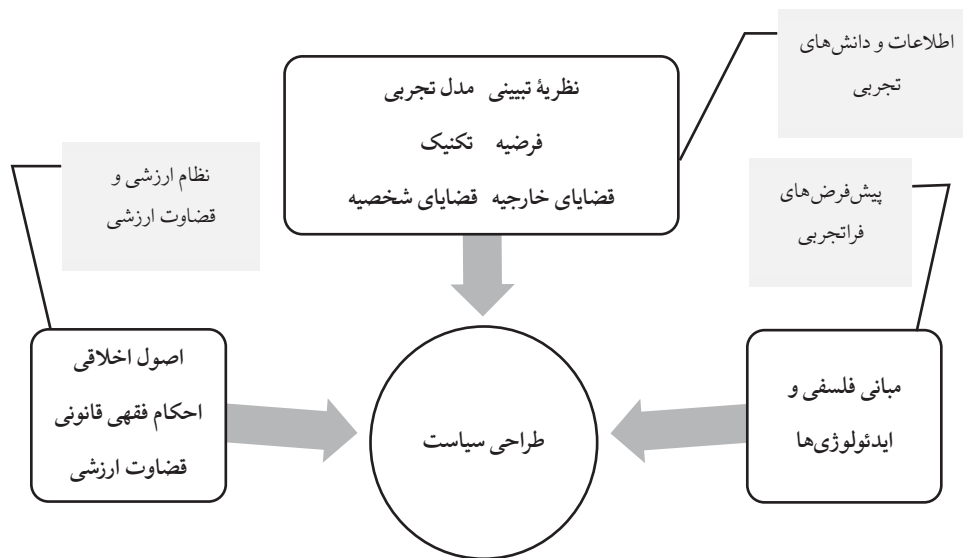 اطلاعات و دانش‌های
تجربی
نظریهٔ تبیینی مدل تجربی
فرضیه تکنیک
قضایای خارجیه قضایای شخصیه
پیش‌فرض‌های
فراتجربی
نظام ارزشی و
قضاوت ارزشی
مبانی فلسفی و
ایدئولوژی‌ها
طراحی سیاست
اصول اخلاقی
احکام فقهی قانونی
قضاوت ارزشی